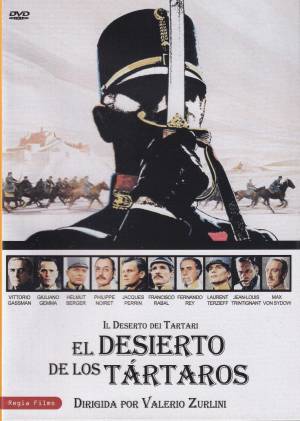 DVD
VITTORIO GASSMAN
GIULIANO GEMMA
HELMUT BERGER
PHILIPPE NOIRET
JACQUES PERRIN
FRANCISCO RABAL
FERNANDO REY
LAURENT TERZIEFF
JEAN-LOUIS TRINTIGNANT
MAX VON SYDOW
IL DESERTO DEI TARTARI
EL DESIERTO
DE LOS TÁRTAROS
Regia Films
DIRIGIDA POR VALERIO ZURLINI